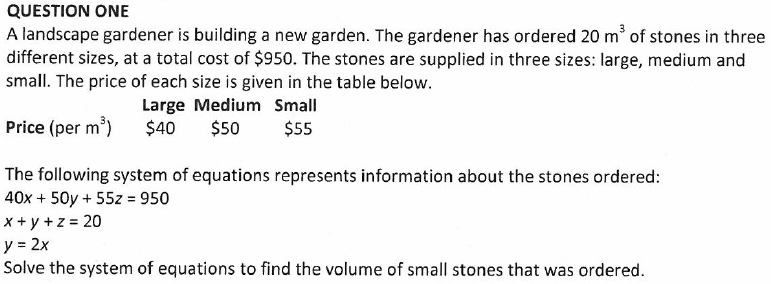 QUESTION ONE
A landscape gardener is building a new garden. The gardener has ordered 20 m³ of stones in three
different sizes, at a total cost of $950. The stones are supplied in three sizes: large, medium and
small. The price of each size is given in the table below.
Large Medium Small
Price (per m³) $40 $50 $55
The following system of equations represents information about the stones ordered:
40x + 50y + 55z = 950
x + y + z = 20
y = 2x
Solve the system of equations to find the volume of small stones that was ordered.